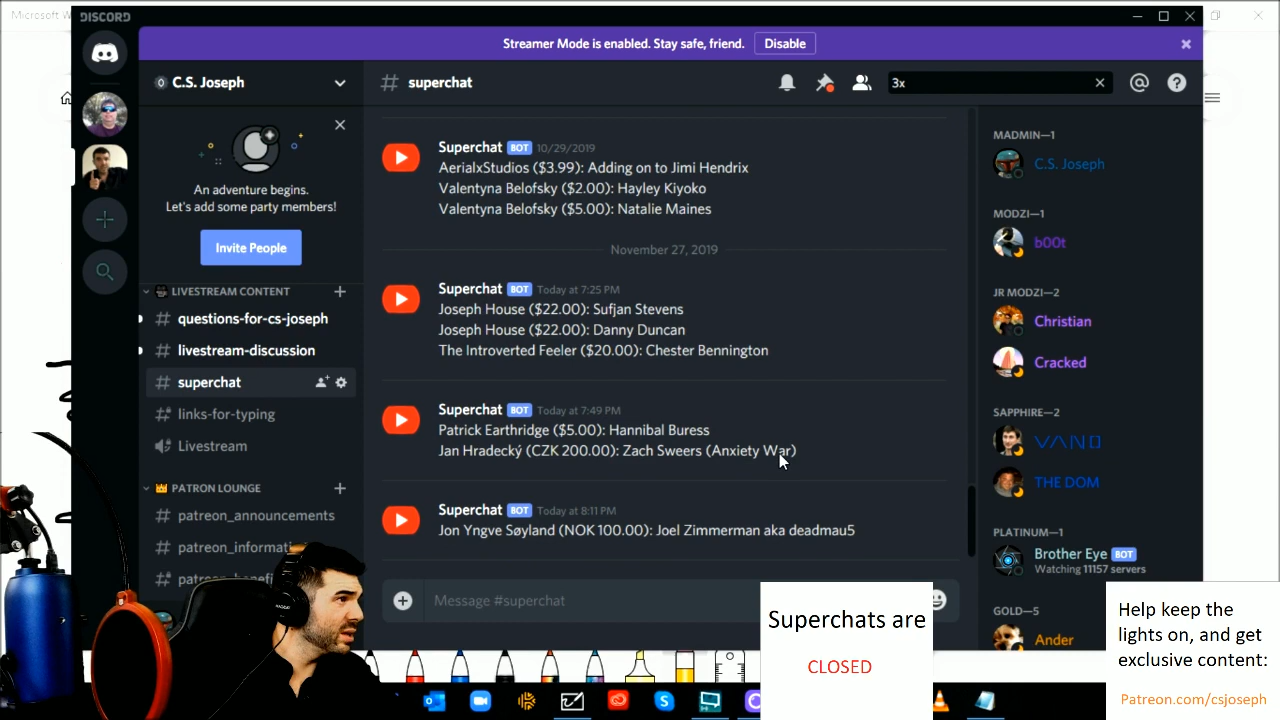 Microsoft W
DISCORD
Streamer Mode is enabled. Stay safe, friend.
Disable
C.S. Joseph
# superchat
3x
An adventure begins.
Let's add some party members!
Invite People
LIVESTREAM CONTENT
# questions-for-cs-joseph
# livestream-discussion
# superchat
# links-for-typing
Livestream
PATRON LOUNGE
# patreon_announcements
# patreon_informati
# patreon_benefi
Superchat BOT 10/29/2019
AerialxStudios ($3.99): Adding on to Jimi Hendrix
Valentyna Belofsky ($2.00): Hayley Kiyoko
Valentyna Belofsky ($5.00): Natalie Maines
November 27, 2019
Superchat BOT Today at 7:25 PM
Joseph House ($22.00): Sufjan Stevens
Joseph House ($22.00): Danny Duncan
The Introverted Feeler ($20.00): Chester Bennington
Superchat BOT Today at 7:49 PM
Patrick Earthridge ($5.00): Hannibal Buress
Jan Hradecký (CZK 200.00): Zach Sweers (Anxiety War)
Superchat BOT Today at 8:11 PM
Jon Yngve Søyland (NOK 100.00): Joel Zimmerman aka deadmau5
Message #superchat
MADMIN—1
C.S. Joseph
MODZI—1
b00t
JR MODZI—2
Christian
Cracked
SAPPHIRE—2
THE DOM
PLATINUM—1
Brother Eye BOT
Watching 11157 servers
GOLD—5
Ander
Superchats are
CLOSED
Help keep the
lights on, and get
exclusive content:
Patreon.com/csjoseph